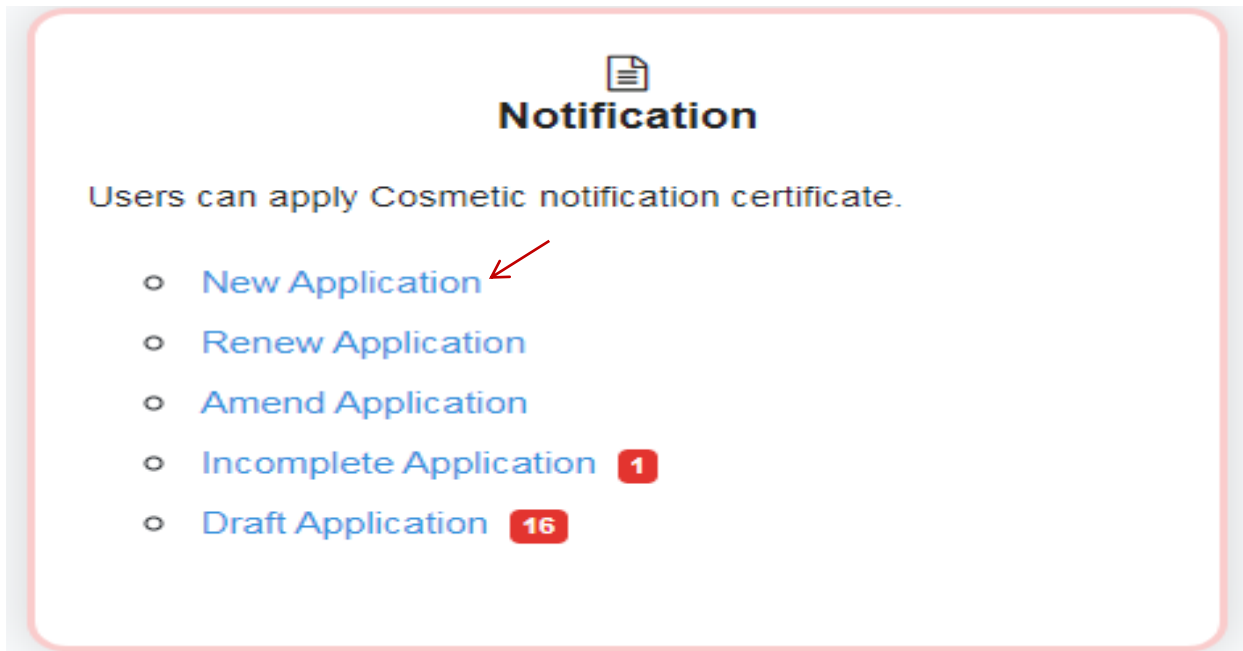 Notification
Users can apply Cosmetic notification certificate.
New Application
Renew Application
Amend Application
Incomplete Application 1
Draft Application 16